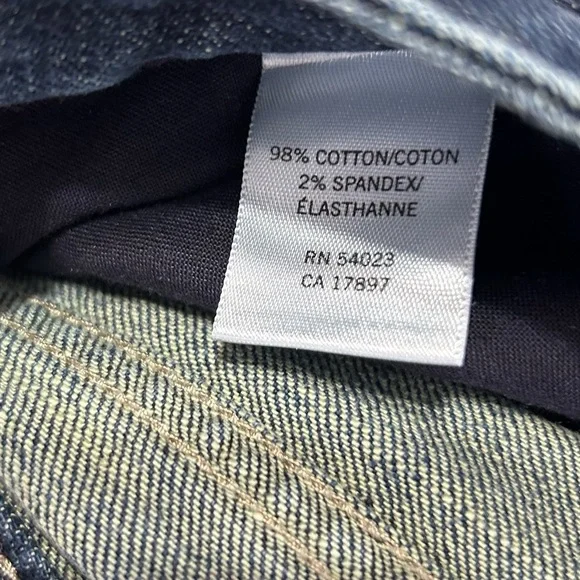 98% COTTON/COTON
2% SPANDEX/
ÉLASTHANNE
RN 54023
CA 17897